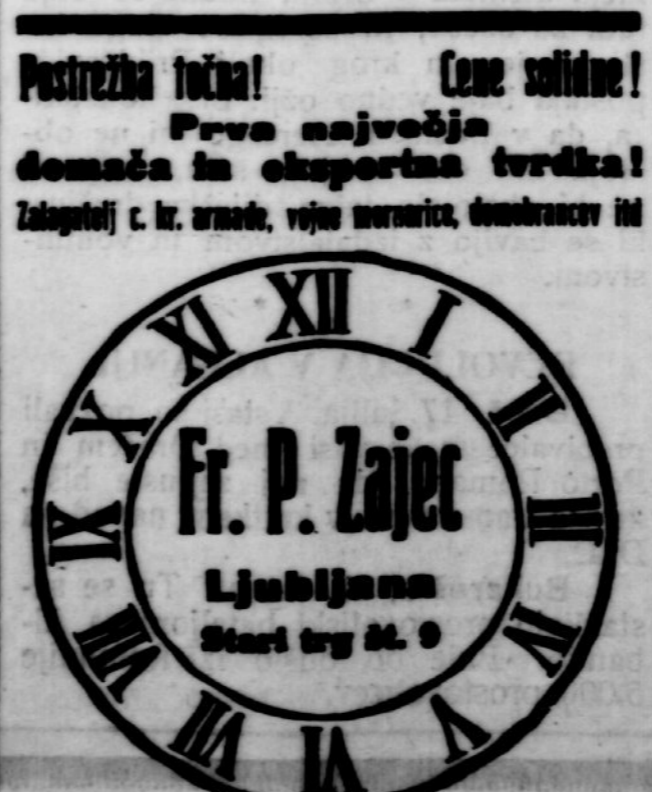 Postrežba točna! Cene solidne!
Prva največja
domača in eksportna tvrdka!
Zalagatelj c. kr. armade, vojne mornarice, domobrancev itd
XII
XI I
X II
Fr. P. Zajec
IX III
Ljubljana
Stari trg št. 9
VIII IV
VII V
VI